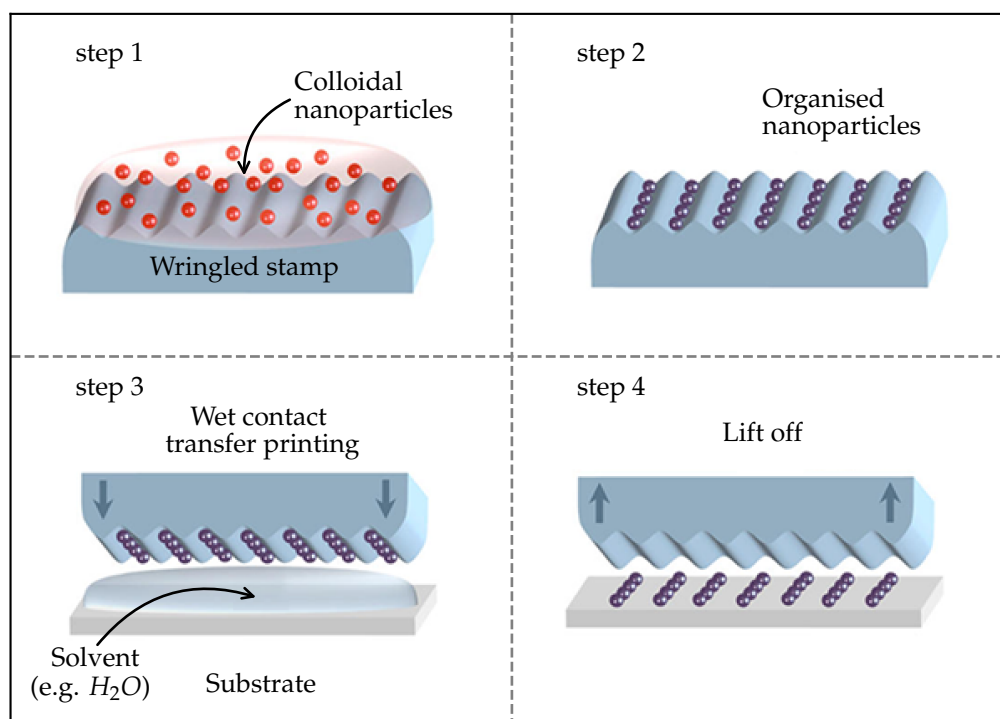 step 1
Colloidal
nanoparticles
Wringled stamp
step 2
Organised
nanoparticles
step 3
Wet contact
transfer printing
Solvent
(e.g. H₂O)
Substrate
step 4
Lift off